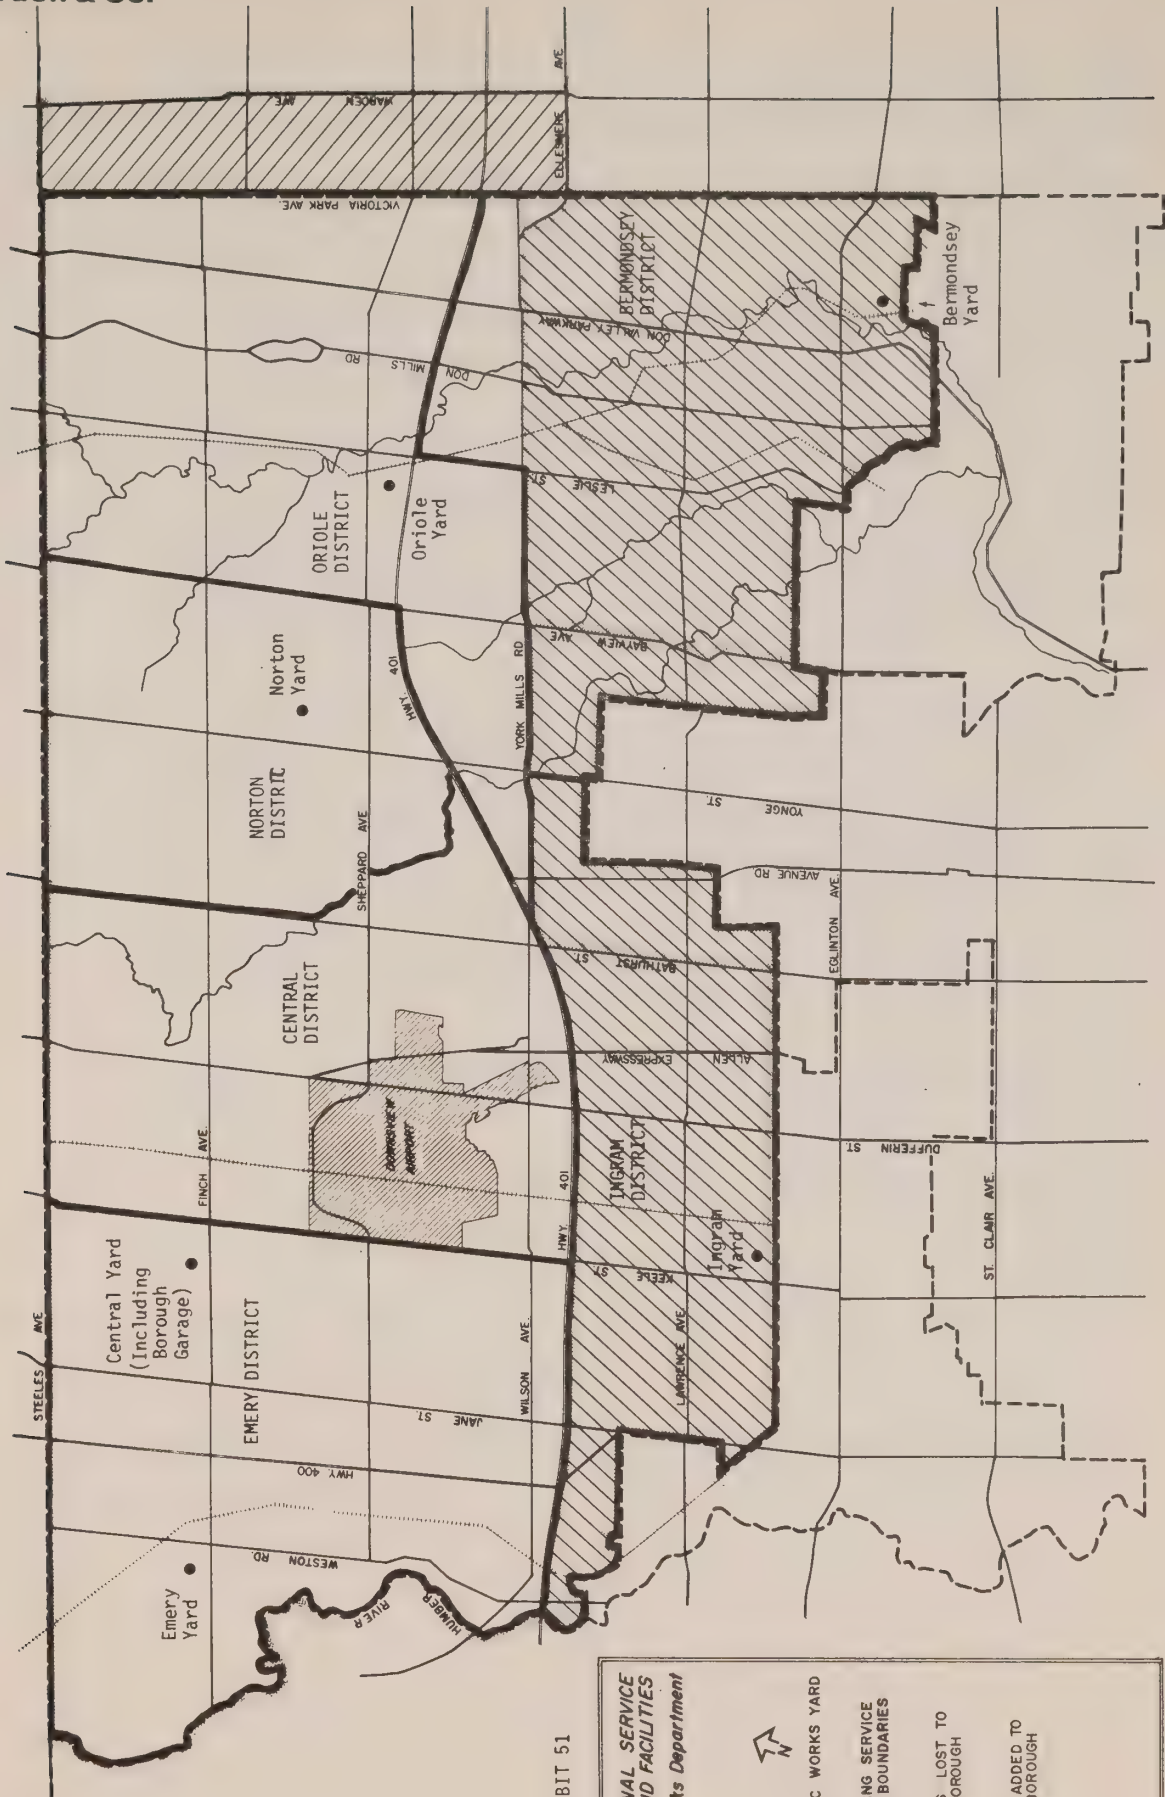 & Co.
WARDEN AVE
ELLESMERE AVE
VICTORIA PARK AVE.
BERMONDSEY
DISTRICT
DON VALLEY PARKWAY
Bermondsey
Yard
DON MILLS RD
LESLIE ST.
ORIOLE
DISTRICT
Oriole
Yard
Norton
Yard
HWY. 401
BAYVIEW AVE
YORK MILLS RD
NORTON
DISTRIC
SHEPPARD AVE
YONGE ST.
AVENUE RD
EGLINTON AVE.
BATHURST ST.
CENTRAL
DISTRICT
ALLEN EXPRESSWAY
DOWNSVIEW
AIRPORT
FINCH AVE.
INGRAM
DISTRICT
DUFFERIN ST.
HWY. 401
Ingram
Yard
KEELE ST.
ST. CLAIR AVE.
Central Yard
(Including
Borough
Garage)
STEELES AVE
EMERY DISTRICT
WILSON AVE.
LAWRENCE AVE.
JANE ST.
HWY. 400
WESTON RD.
Emery
Yard
HUMBER RIVER
BIT 51
NAL SERVICE
ND FACILITIES
ts Department
N
C WORKS YARD
NG SERVICE
BOUNDARIES
S LOST TO
OROUGH
ADDED TO
OROUGH